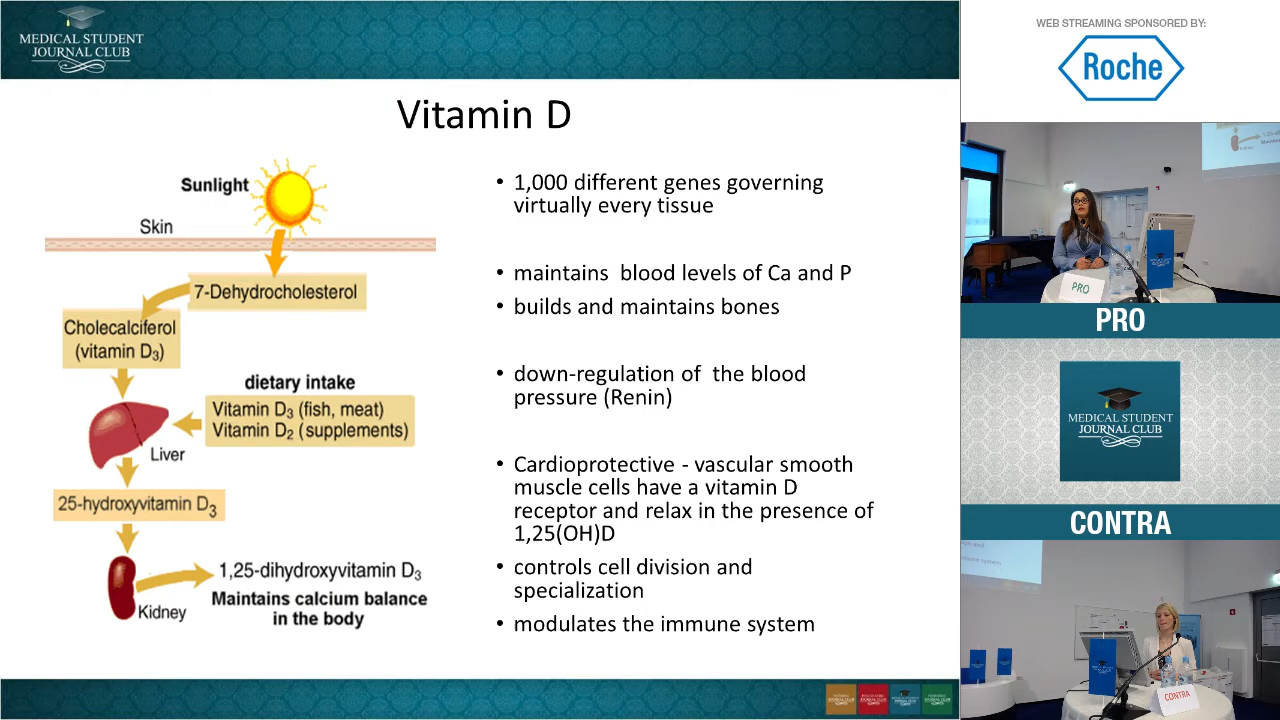 MEDICAL STUDENT
JOURNAL CLUB
Vitamin D
Sunlight
Skin
7-Dehydrocholesterol
Cholecalciferol
(vitamin D3)
dietary intake
Vitamin D3 (fish, meat)
Vitamin D2 (supplements)
Liver
25-hydroxyvitamin D3
1,25-dihydroxyvitamin D3
Maintains calcium balance
in the body
Kidney
• 1,000 different genes governing
virtually every tissue
• maintains  blood levels of Ca and P
• builds and maintains bones
• down-regulation of  the blood
pressure (Renin)
• Cardioprotective - vascular smooth
muscle cells have a vitamin D
receptor and relax in the presence of
1,25(OH)D
• controls cell division and
specialization
• modulates the immune system
WEB STREAMING SPONSORED BY:
Roche
Kidney
PRO
PRO
MEDICAL STUDENT
JOURNAL CLUB
CONTRA
CONTRA